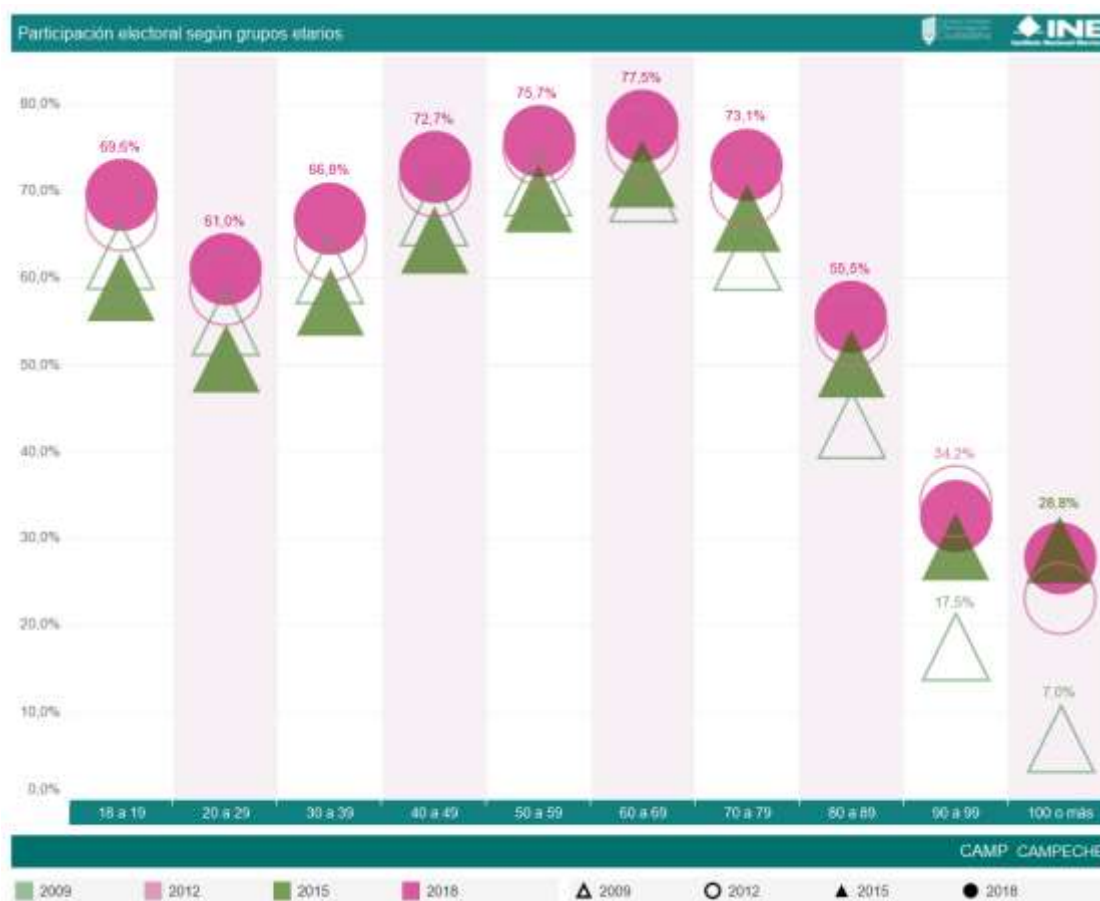 Participación electoral según grupos etarios
INE
Instituto Nacional Electoral
80,0%
70,0%
60,0%
50,0%
40,0%
30,0%
20,0%
10,0%
0,0%
69,5%
61,0%
66,8%
72,7%
75,7%
77,5%
73,1%
55,5%
34,2%
17,5%
28,8%
7,0%
18 a 19
20 a 29
30 a 39
40 a 49
50 a 59
60 a 69
70 a 79
80 a 89
90 a 99
100 o más
CAMP CAMPECHE
2009
2012
2015
2018
2009
2012
2015
2018